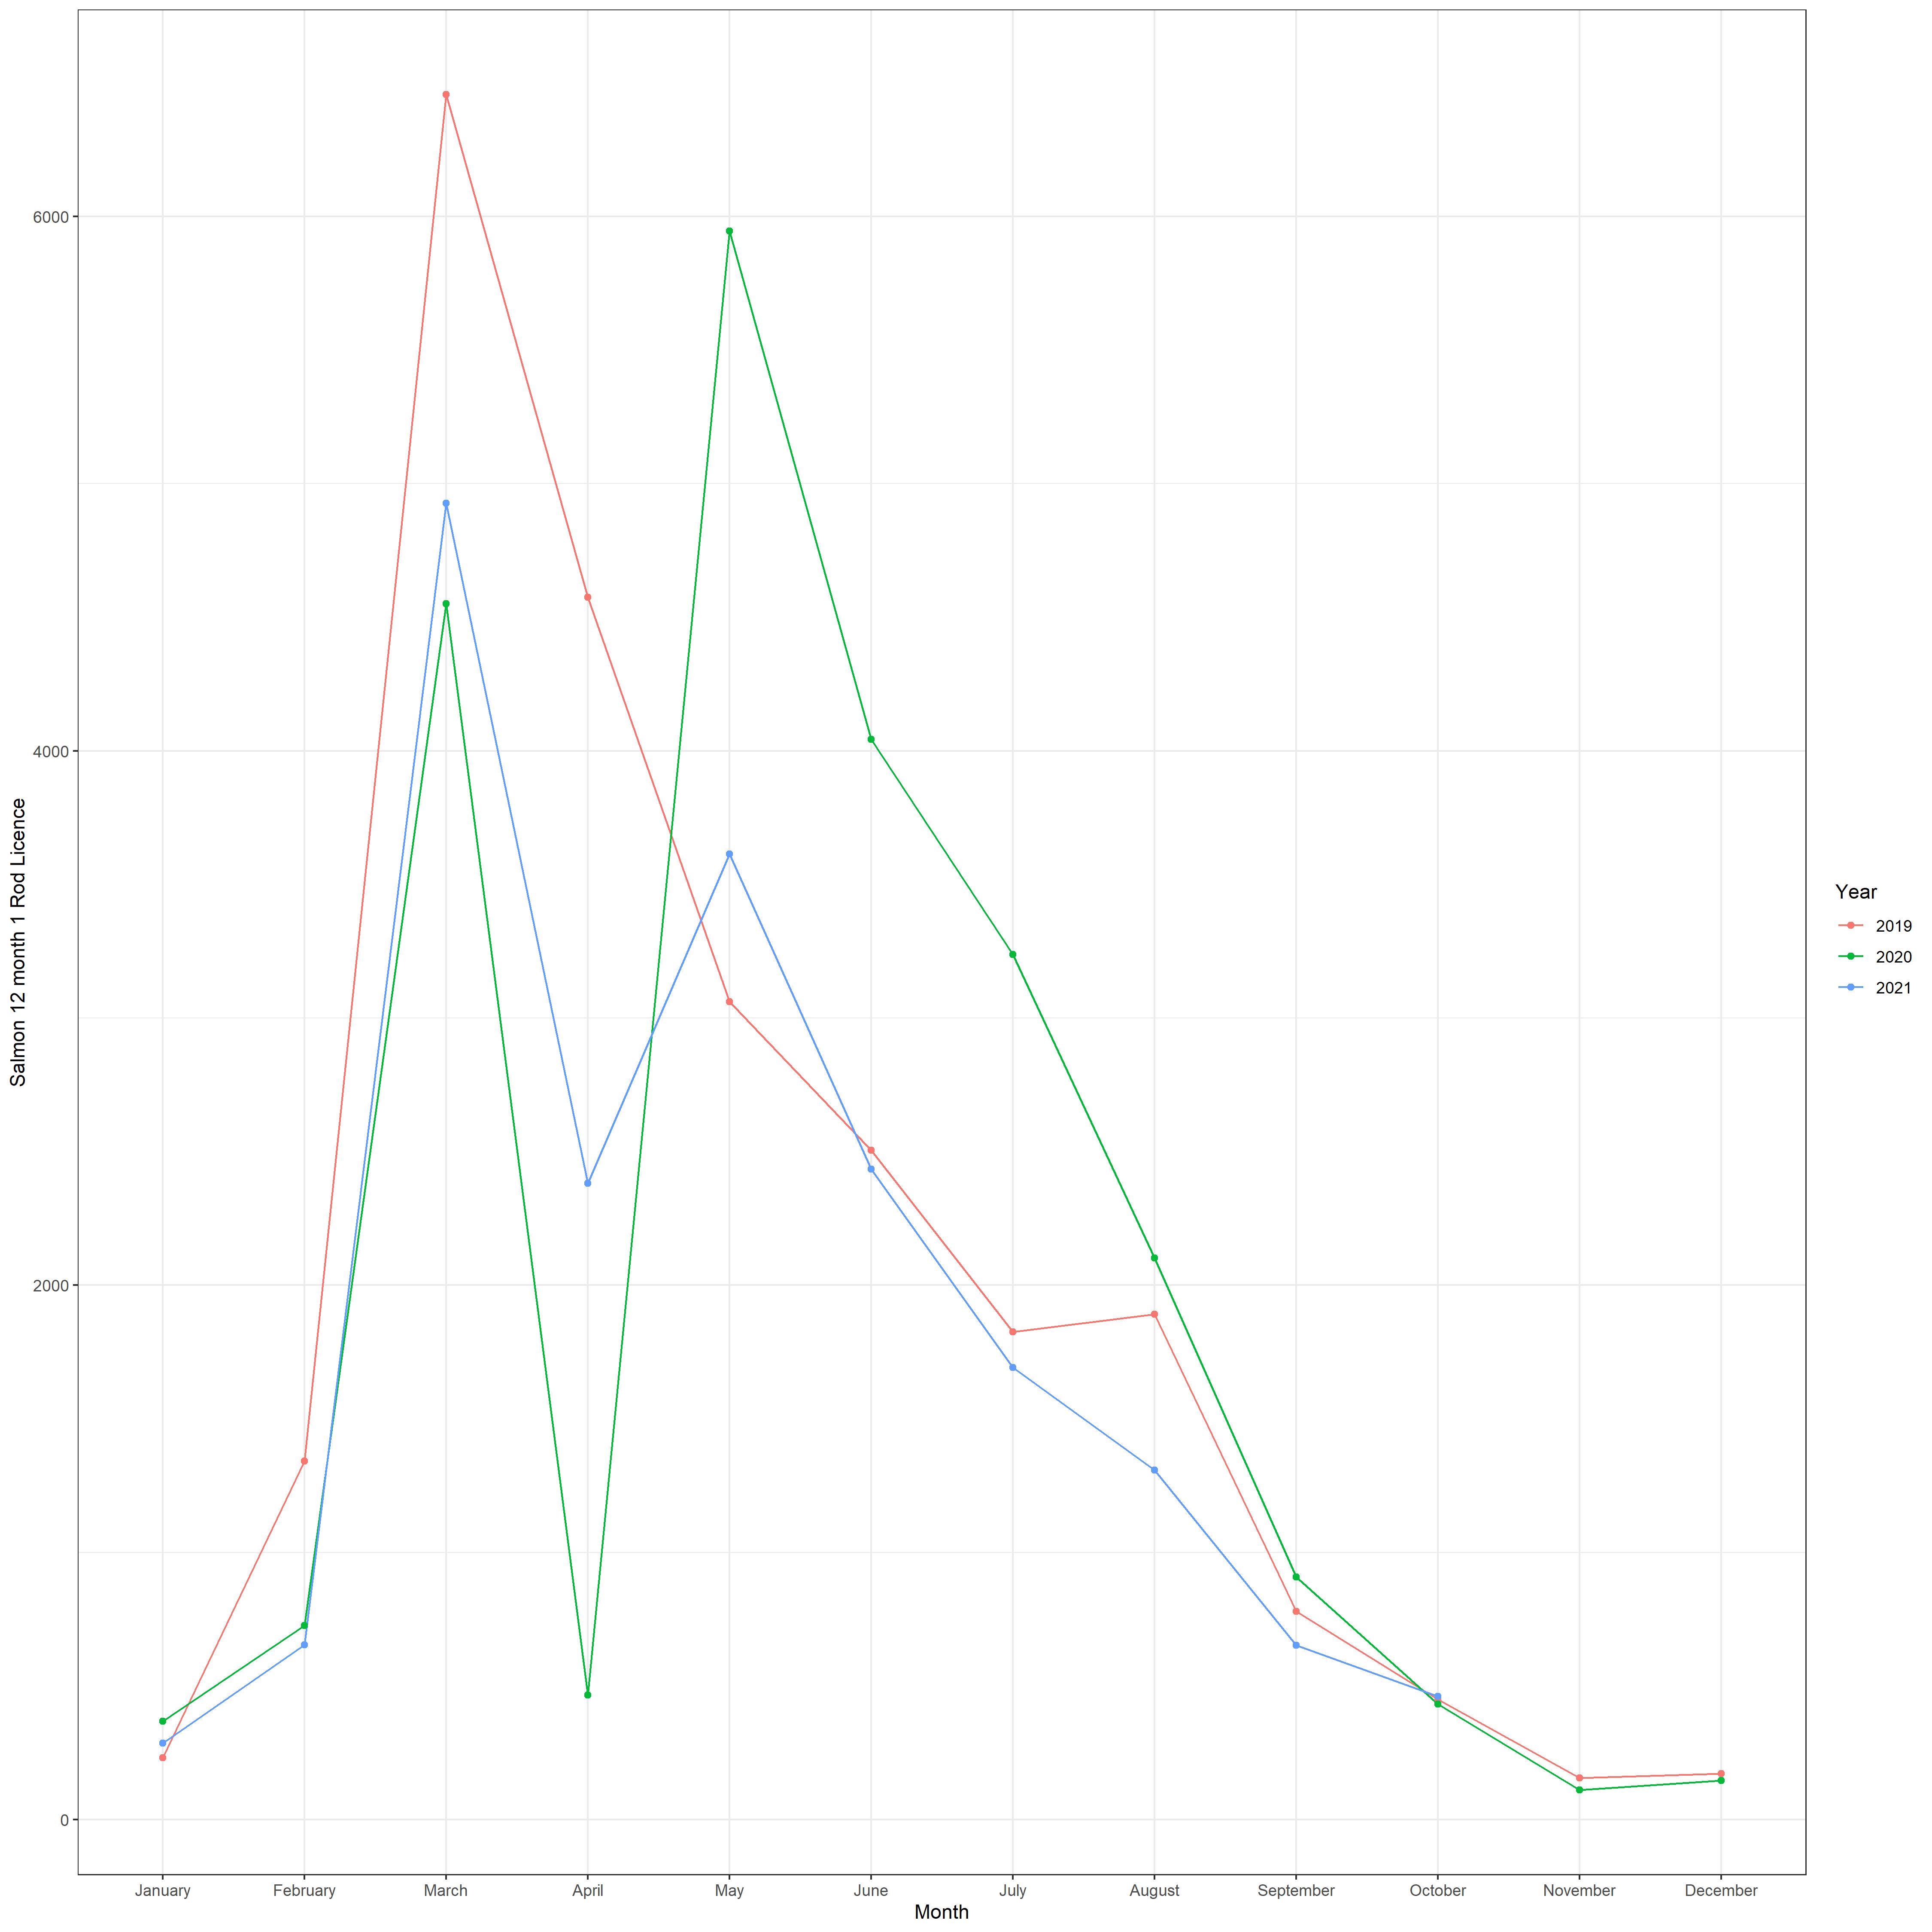 Salmon 12 month 1 Rod Licence
6000
4000
2000
0
January February March April May June July August September October November December
Month
Year
2019
2020
2021